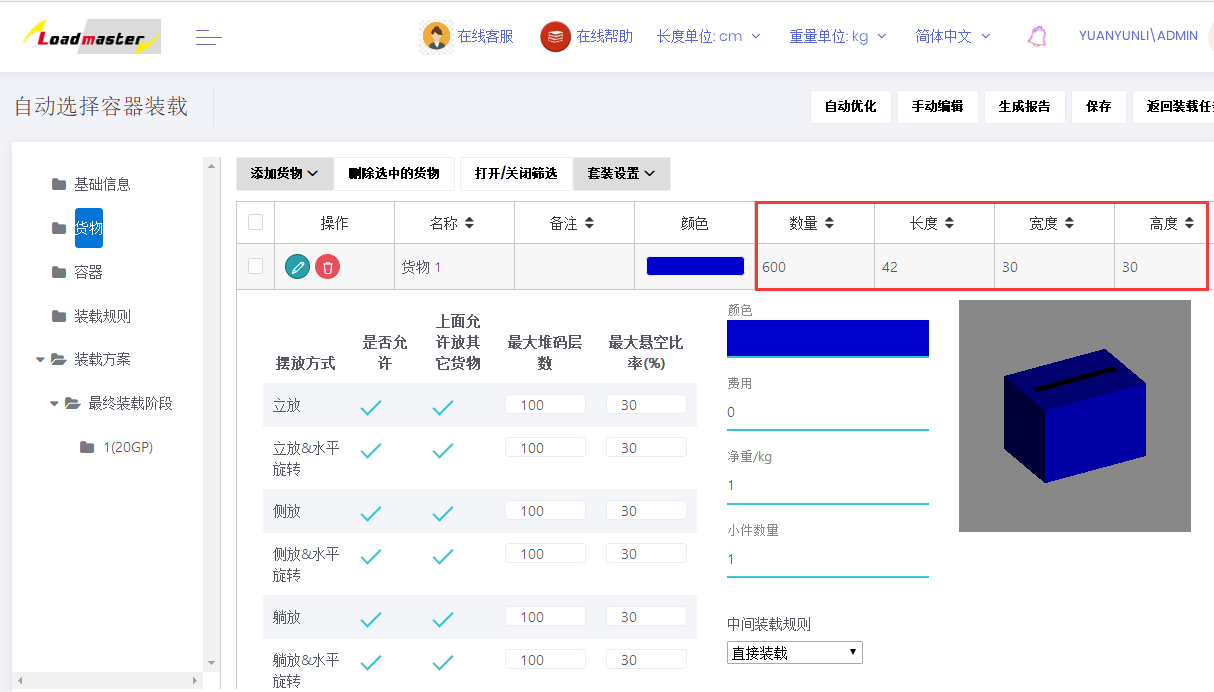 Loadmaster
在线客服
在线帮助
长度单位: cm
重量单位: kg
简体中文
YUANYUNLI\ADMIN
自动选择容器装载
自动优化
手动编辑
生成报告
保存
返回装载任
基础信息
货物
容器
装载规则
装载方案
最终装载阶段
1(20GP)
添加货物
删除选中的货物
打开/关闭筛选
套装设置
操作 名称 备注 颜色 数量 长度 宽度 高度
货物 1 600 42 30 30
摆放方式
是否允
许
上面允
许放其
它货物
最大堆码层
数
最大悬空比
率(%)
立放 100 30
立放&水平
旋转
100 30
侧放 100 30
侧放&水平
旋转
100 30
躺放 100 30
躺放&水平
旋转
100 30
颜色
费用
0
净重/kg
1
小件数量
1
中间装载规则
直接装载